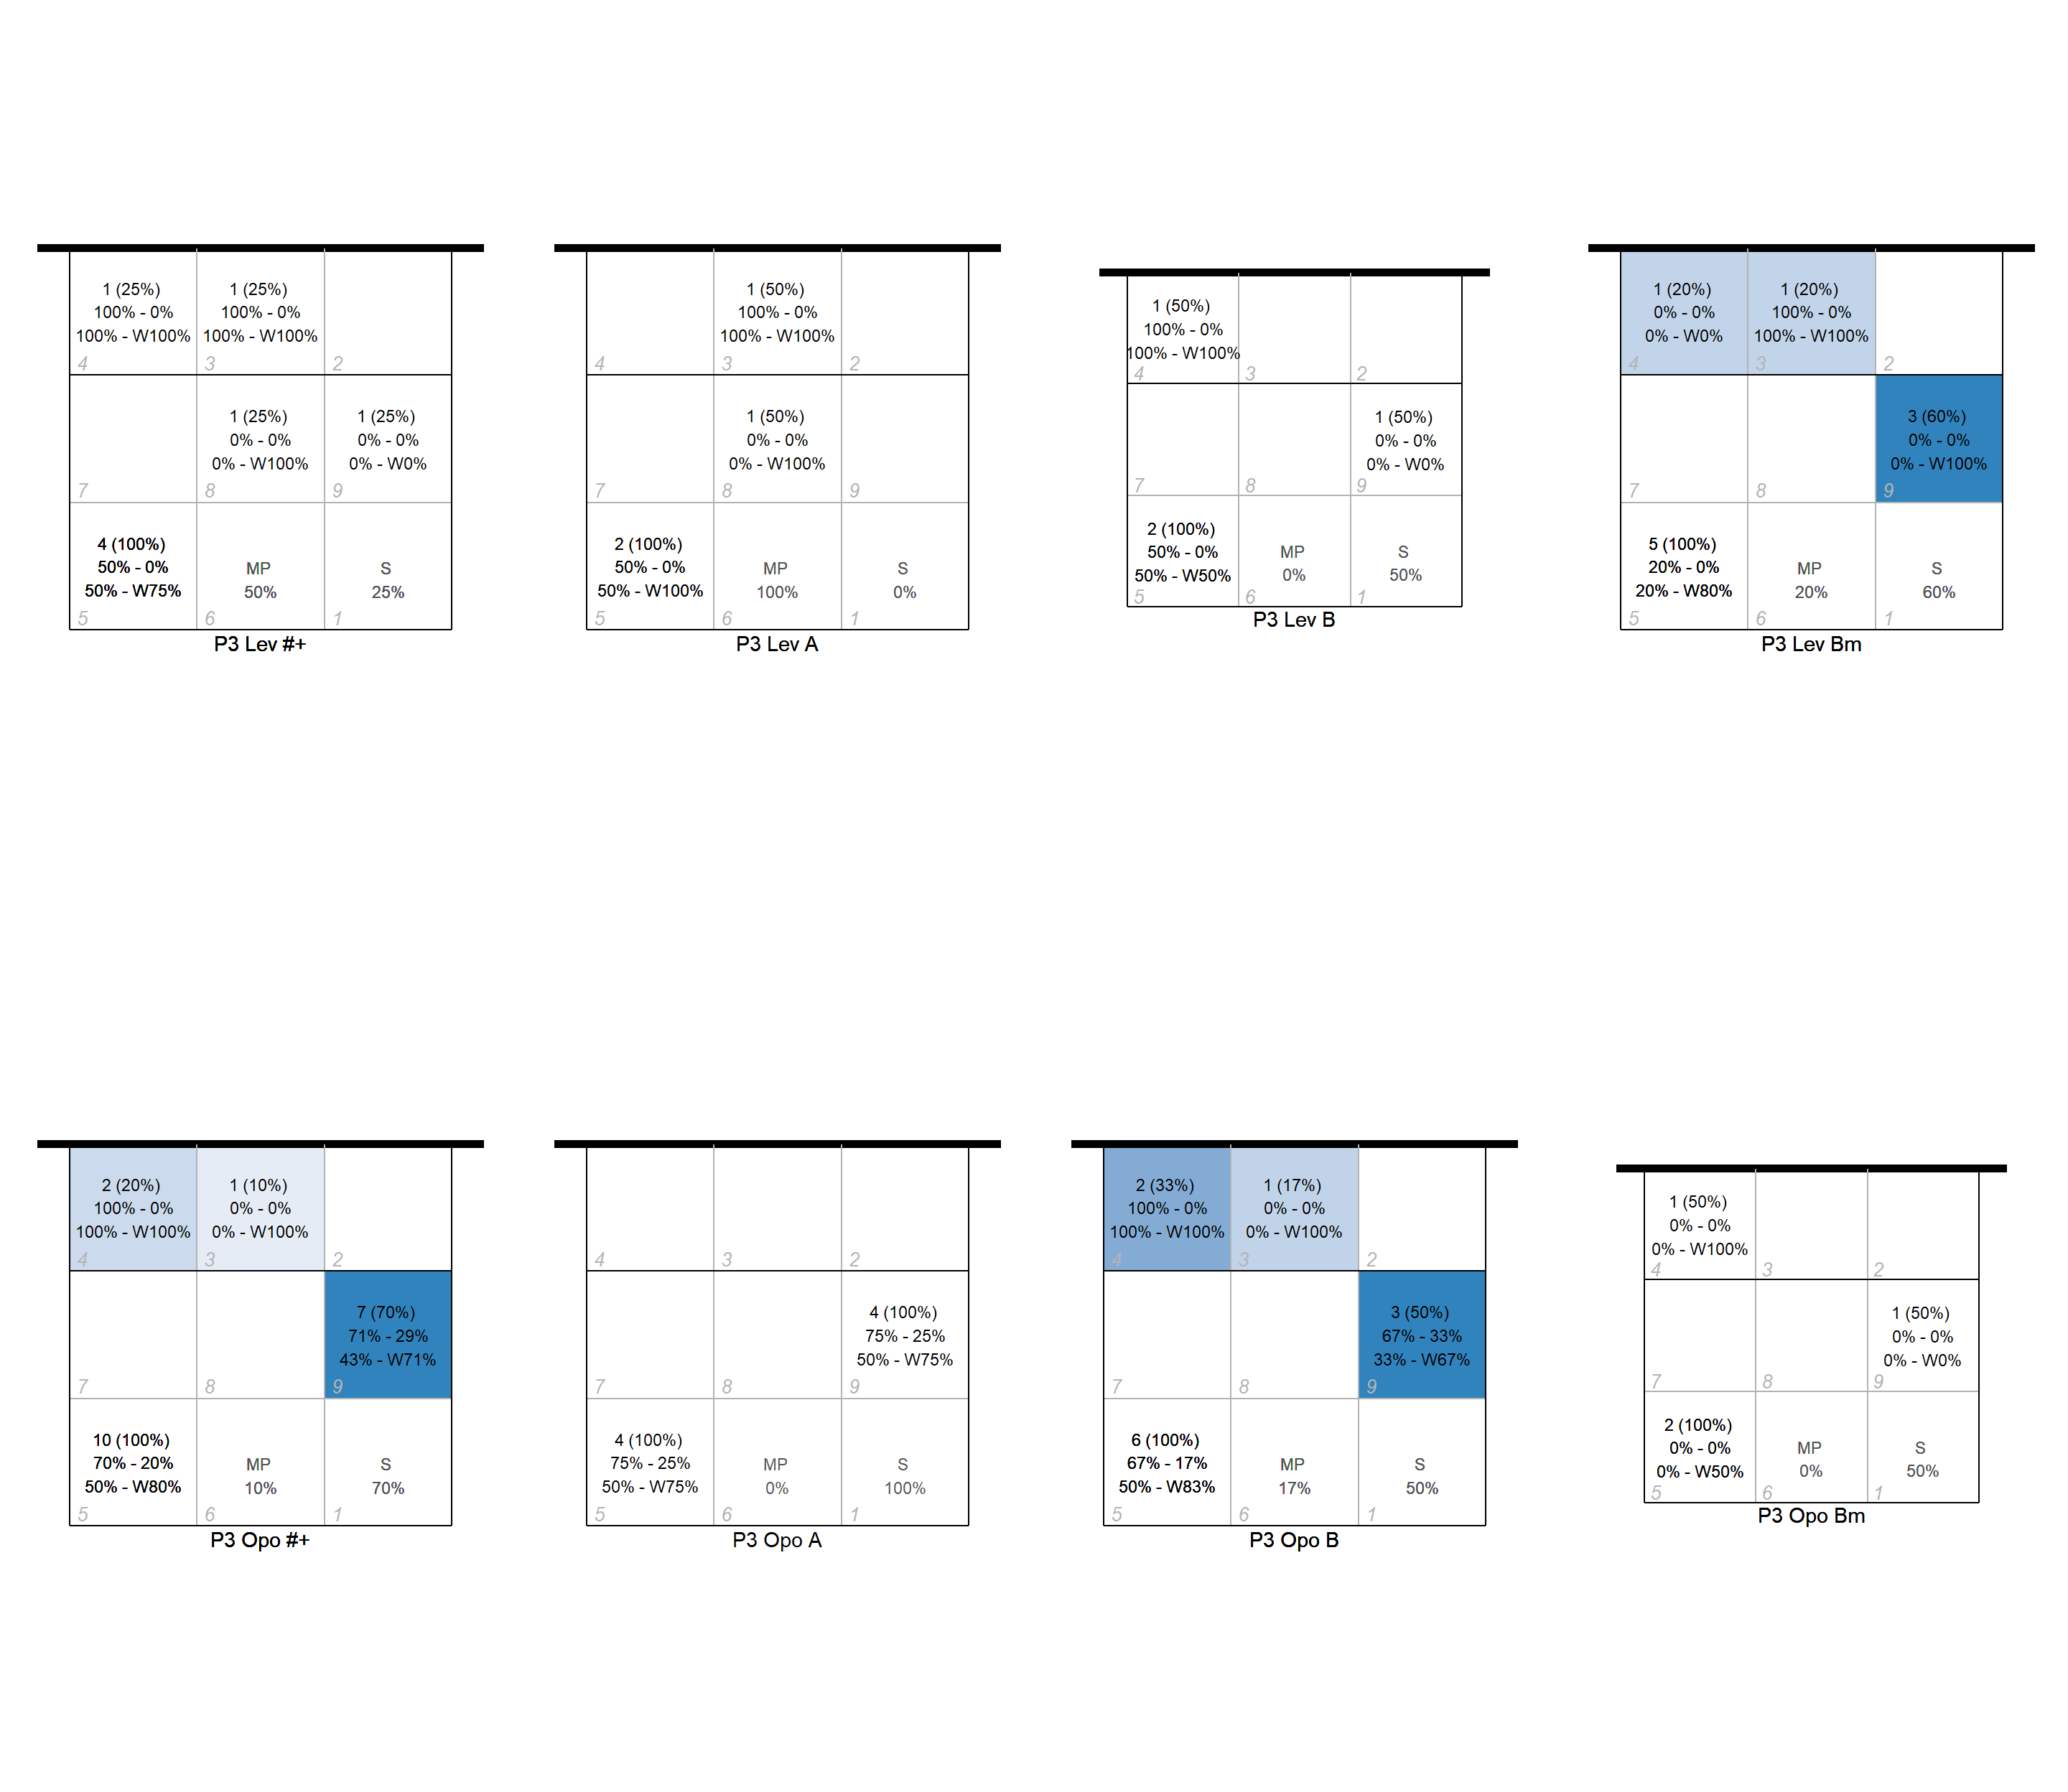 1 (25%)
100% - 0%
100% - W100%
4
1 (25%)
100% - 0%
100% - W100%
3
2
7
1 (25%)
0% - 0%
0% - W100%
8
1 (25%)
0% - 0%
0% - W0%
9
4 (100%)
50% - 0%
50% - W75%
5
MP
50%
6
S
25%
1
P3 Lev #+
4
1 (50%)
100% - 0%
100% - W100%
3
2
7
1 (50%)
0% - 0%
0% - W100%
8
9
2 (100%)
50% - 0%
50% - W100%
5
MP
100%
6
S
0%
1
P3 Lev A
1 (50%)
100% - 0%
100% - W100%
4
3
2
7
8
1 (50%)
0% - 0%
0% - W0%
9
2 (100%)
50% - 0%
50% - W50%
5
MP
0%
6
S
50%
1
P3 Lev B
1 (20%)
0% - 0%
0% - W0%
4
1 (20%)
100% - 0%
100% - W100%
3
2
7
8
3 (60%)
0% - 0%
0% - W100%
9
5 (100%)
20% - 0%
20% - W80%
5
MP
20%
6
S
60%
1
P3 Lev Bm
2 (20%)
100% - 0%
100% - W100%
4
1 (10%)
0% - 0%
0% - W100%
3
2
7
8
7 (70%)
71% - 29%
43% - W71%
9
10 (100%)
70% - 20%
50% - W80%
5
MP
10%
6
S
70%
1
P3 Opo #+
4
3
2
7
8
4 (100%)
75% - 25%
50% - W75%
9
4 (100%)
75% - 25%
50% - W75%
5
MP
0%
6
S
100%
1
P3 Opo A
2 (33%)
100% - 0%
100% - W100%
4
1 (17%)
0% - 0%
0% - W100%
3
2
7
8
3 (50%)
67% - 33%
33% - W67%
9
6 (100%)
67% - 17%
50% - W83%
5
MP
17%
6
S
50%
1
P3 Opo B
1 (50%)
0% - 0%
0% - W100%
4
3
2
7
8
1 (50%)
0% - 0%
0% - W0%
9
2 (100%)
0% - 0%
0% - W50%
5
MP
0%
6
S
50%
1
P3 Opo Bm